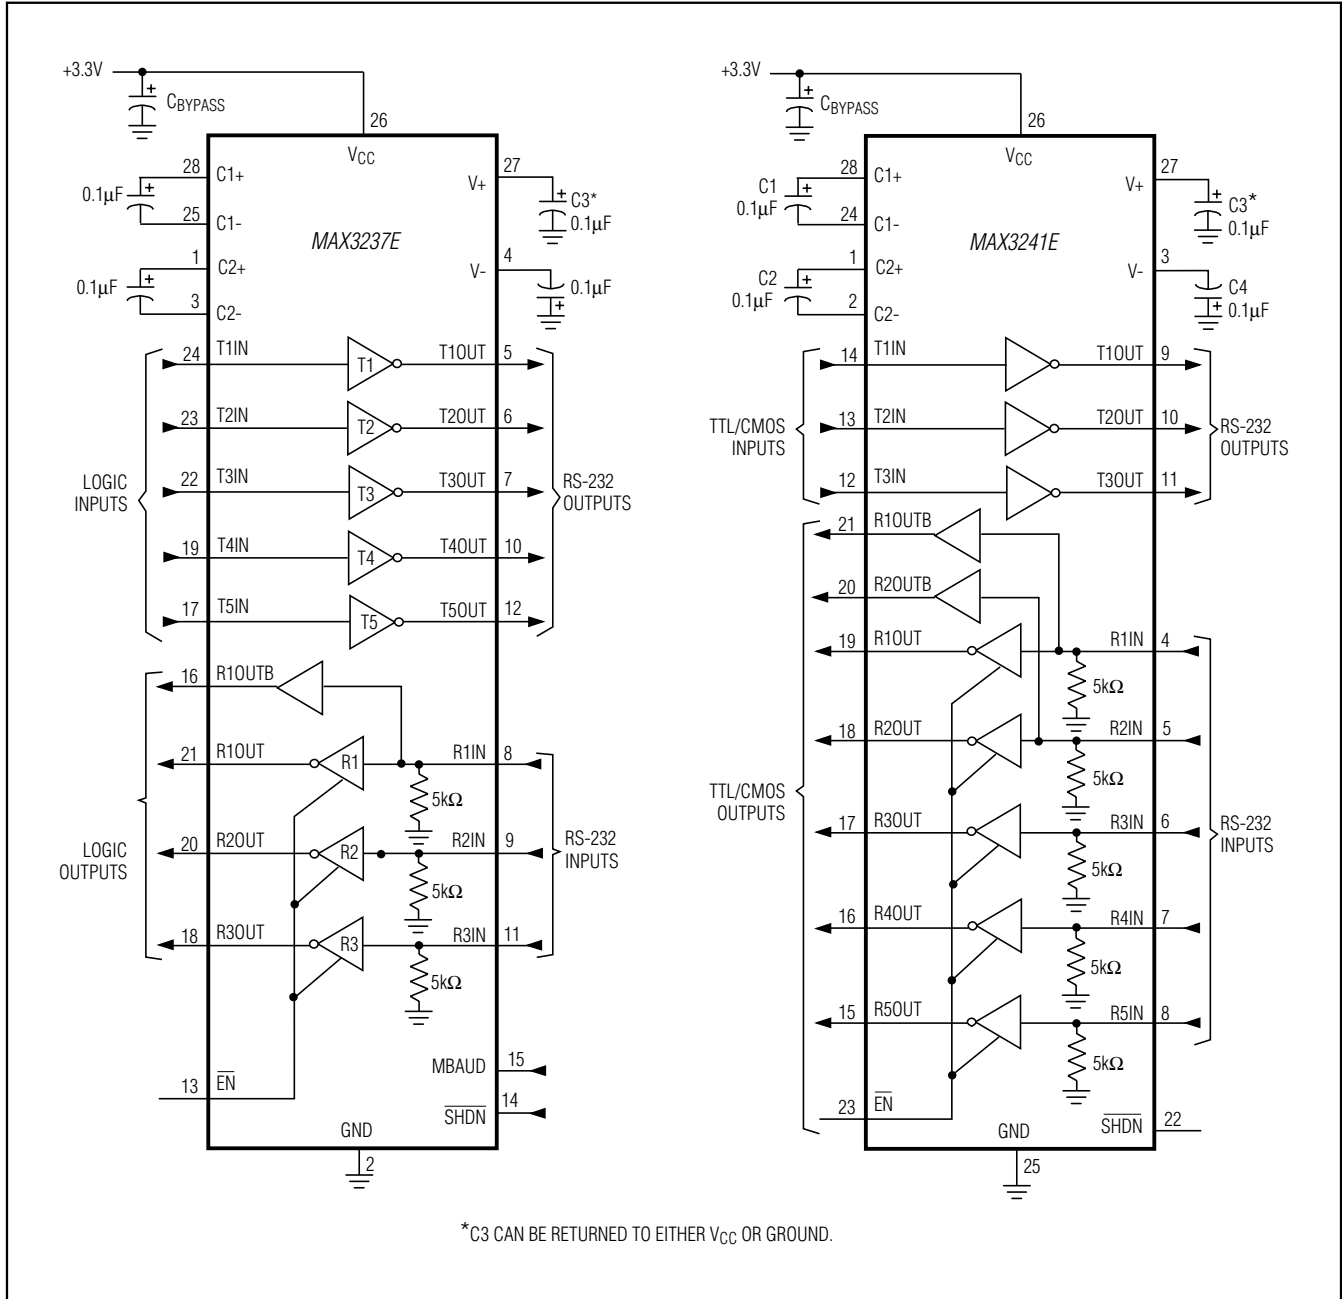 +3.3V
CBYPASS
26
VCC
28
C1+
0.1µF
25
C1-
1
C2+
0.1µF
3
C2-
MAX3237E
27
V+
C3*
0.1µF
4
V-
0.1µF
LOGIC
INPUTS
24 T1IN T1 T1OUT 5
23 T2IN T2 T2OUT 6
22 T3IN T3 T3OUT 7
19 T4IN T4 T4OUT 10
17 T5IN T5 T5OUT 12
RS-232
OUTPUTS
LOGIC
OUTPUTS
16 R1OUTB
21 R1OUT R1 R1IN 8
5kΩ
20 R2OUT R2 R2IN 9
5kΩ
18 R3OUT R3 R3IN 11
5kΩ
RS-232
INPUTS
MBAUD 15
13 EN
SHDN 14
GND
2
+3.3V
CBYPASS
26
VCC
28
C1+
C1
0.1µF
24
C1-
1
C2+
C2
0.1µF
2
C2-
MAX3241E
27
V+
C3*
0.1µF
3
V-
C4
0.1µF
TTL/CMOS
INPUTS
14 T1IN T1OUT 9
13 T2IN T2OUT 10
12 T3IN T3OUT 11
RS-232
OUTPUTS
21 R1OUTB
20 R2OUTB
19 R1OUT R1IN 4
5kΩ
18 R2OUT R2IN 5
5kΩ
TTL/CMOS
OUTPUTS
17 R3OUT R3IN 6
5kΩ
RS-232
INPUTS
16 R4OUT R4IN 7
5kΩ
15 R5OUT R5IN 8
5kΩ
23 EN
SHDN 22
GND
25
*C3 CAN BE RETURNED TO EITHER VCC OR GROUND.